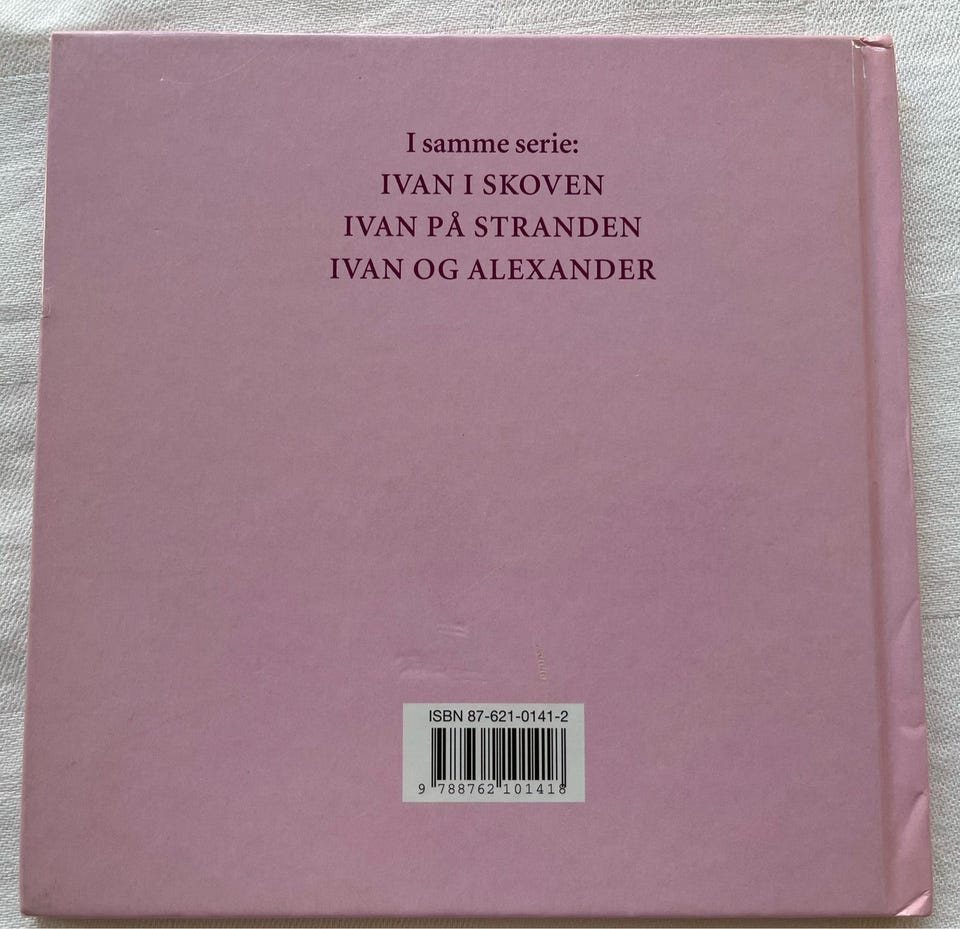 I samme serie:
IVAN I SKOVEN
IVAN PÅ STRANDEN
IVAN OG ALEXANDER
ISBN 87-621-0141-2
9 788762 101418